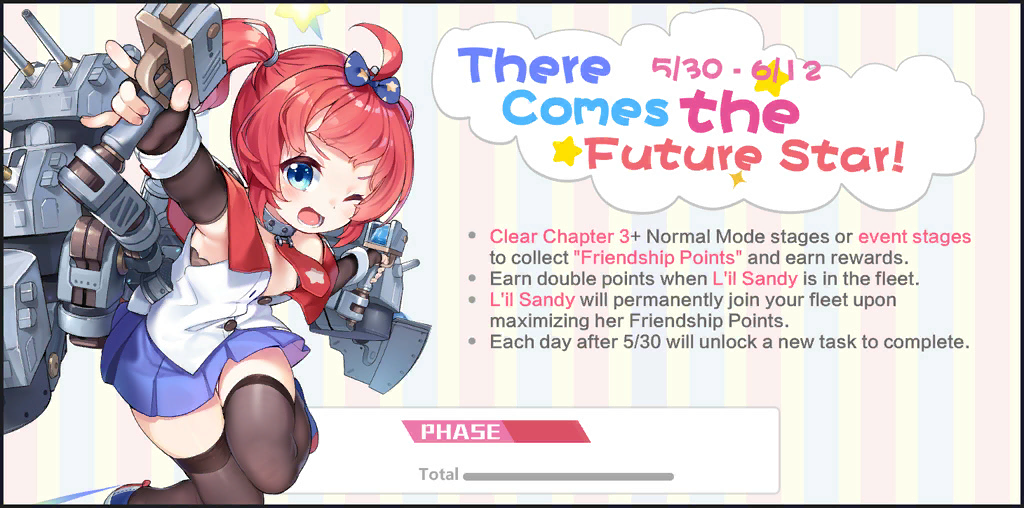 There 5/30 - 6/12
Comes the
Future Star!
• Clear Chapter 3+ Normal Mode stages or event stages
to collect "Friendship Points" and earn rewards.
• Earn double points when L'il Sandy is in the fleet.
• L'il Sandy will permanently join your fleet upon
maximizing her Friendship Points.
• Each day after 5/30 will unlock a new task to complete.
PHASE
Total